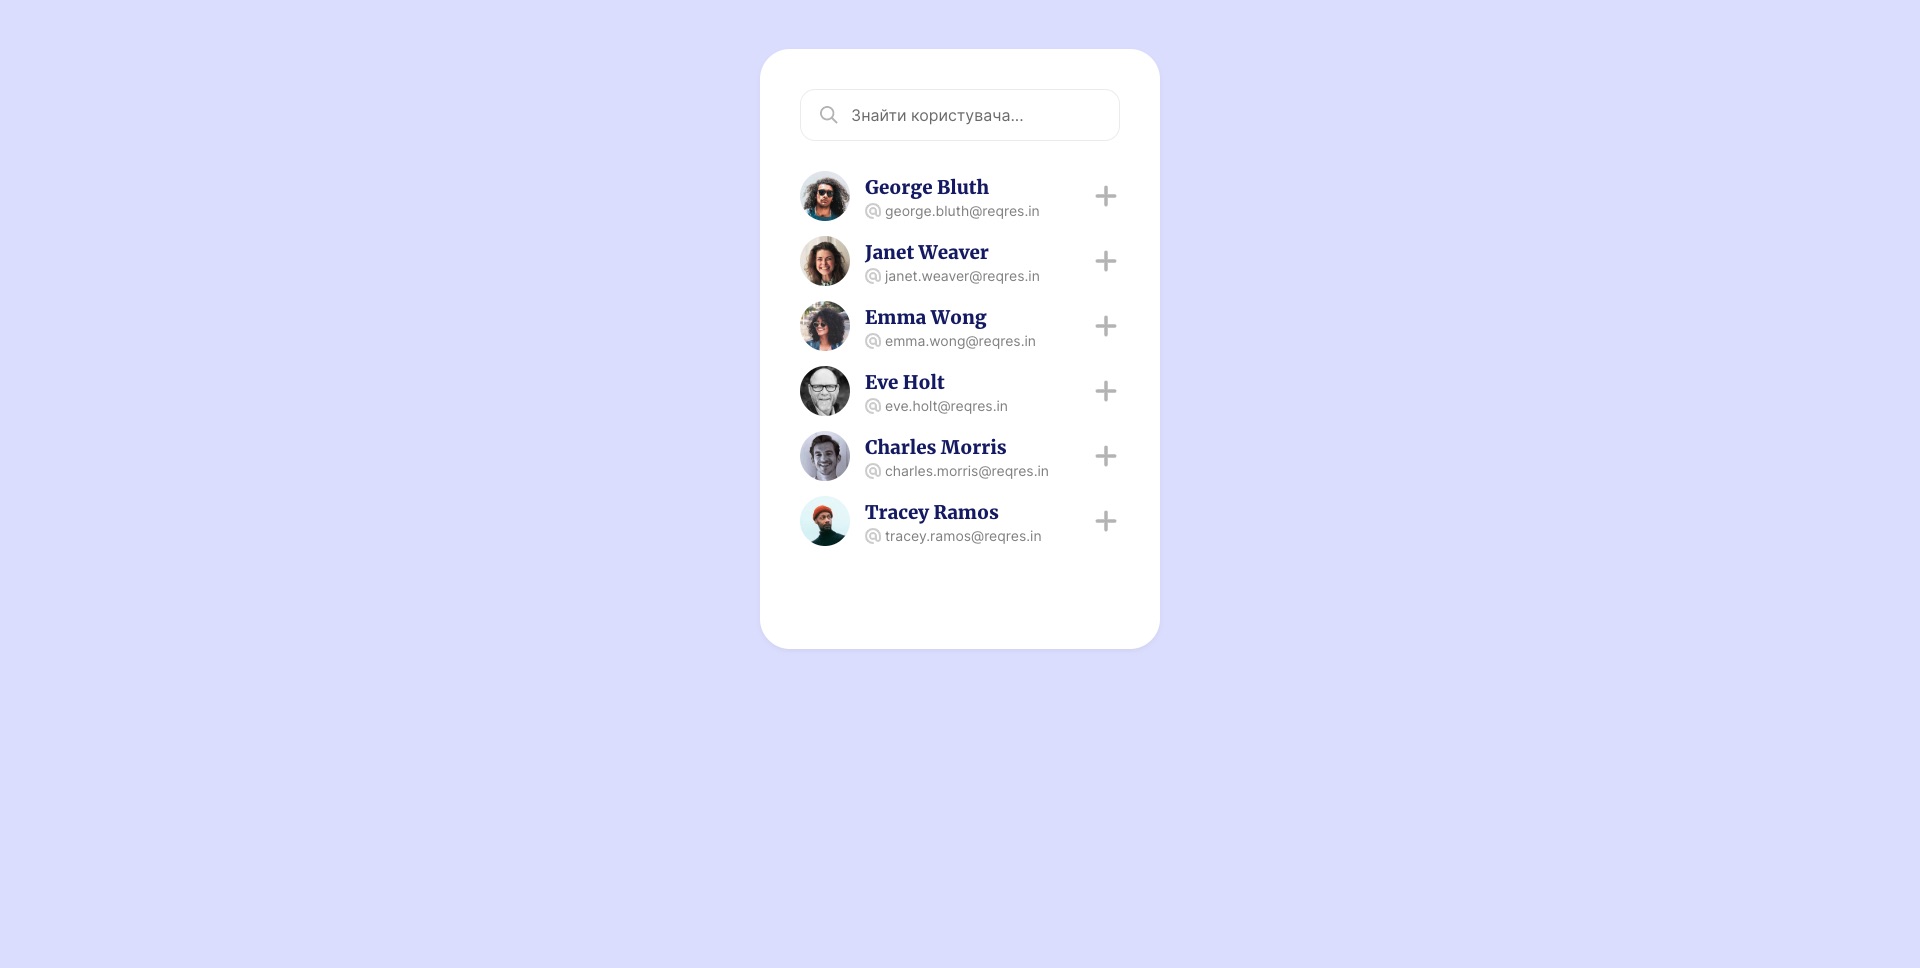 Знайти користувача...
George Bluth
george.bluth@reqres.in
Janet Weaver
janet.weaver@reqres.in
Emma Wong
emma.wong@reqres.in
Eve Holt
eve.holt@reqres.in
Charles Morris
charles.morris@reqres.in
Tracey Ramos
tracey.ramos@reqres.in